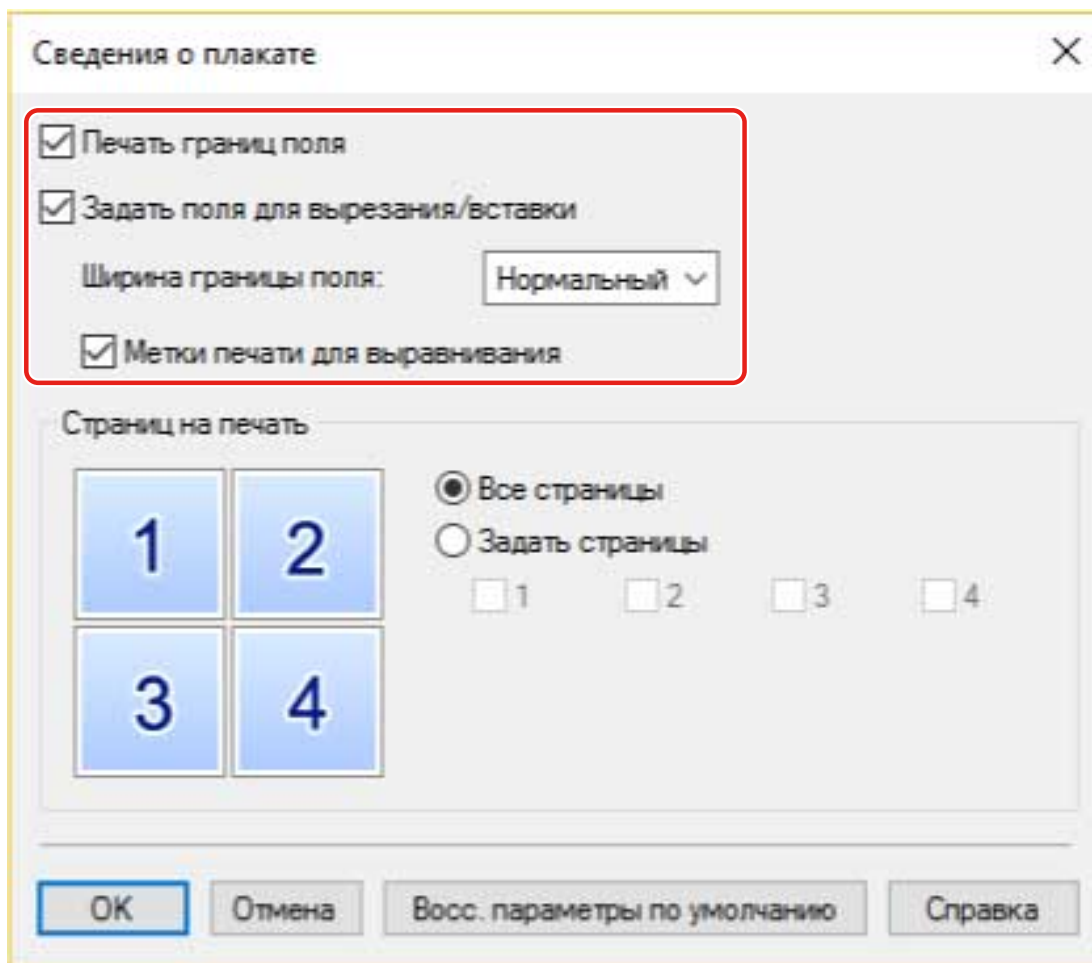 Сведения о плакате
Печать границ поля
Задать поля для вырезания/вставки
Ширина границы поля: Нормальный
Метки печати для выравнивания
Страниц на печать
1 2
3 4
Все страницы
Задать страницы
1 2 3 4
OK Отмена Восс. параметры по умолчанию Справка